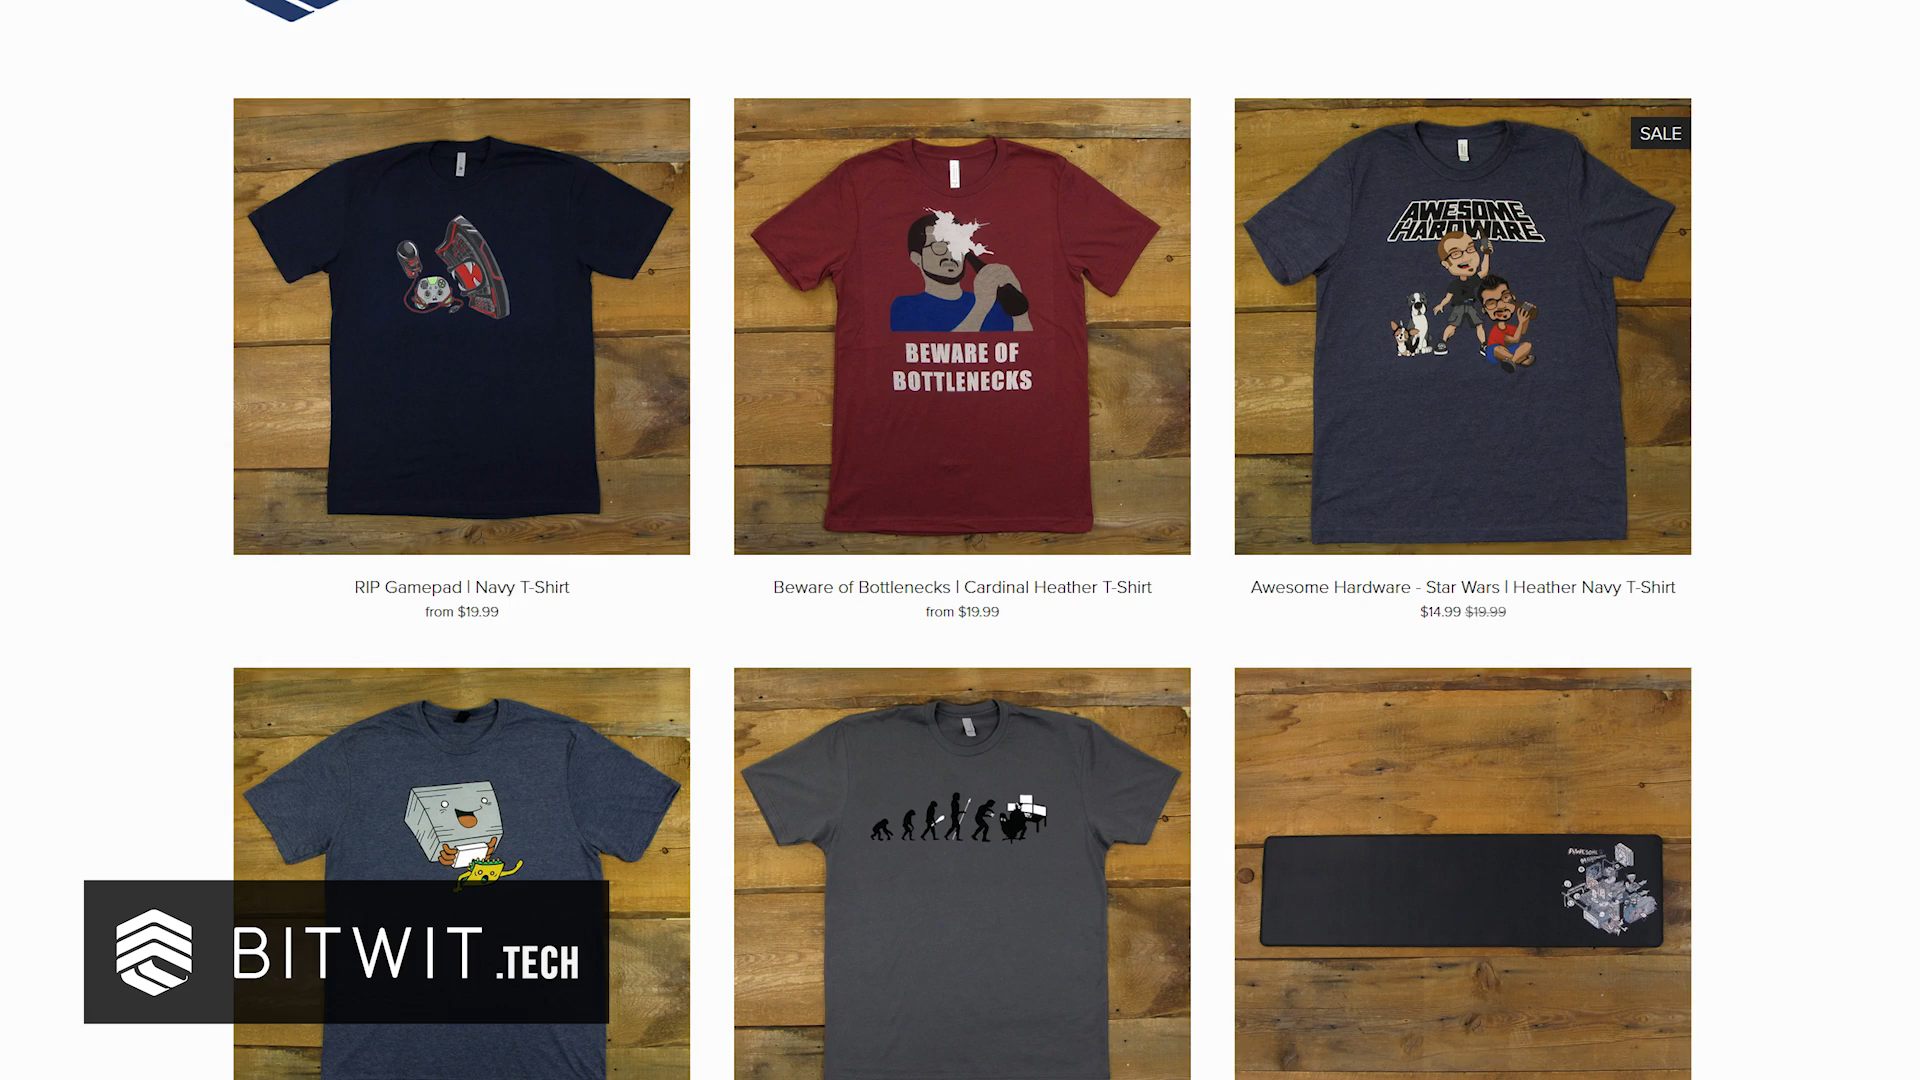 SALE
AWESOME
HARDWARE
BEWARE OF
BOTTLENECKS
RIP Gamepad | Navy T-Shirt
from $19.99
Beware of Bottlenecks | Cardinal Heather T-Shirt
from $19.99
Awesome Hardware - Star Wars | Heather Navy T-Shirt
$14.99 $19.99
AWESOME
BITWIT.TECH